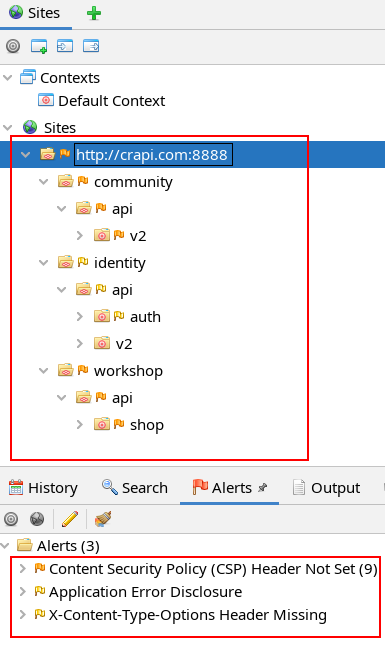 Sites
Contexts
Default Context
Sites
http://crapi.com:8888
community
api
v2
identity
api
auth
v2
workshop
api
shop
History Search Alerts Output
Alerts (3)
Content Security Policy (CSP) Header Not Set (9)
Application Error Disclosure
X-Content-Type-Options Header Missing